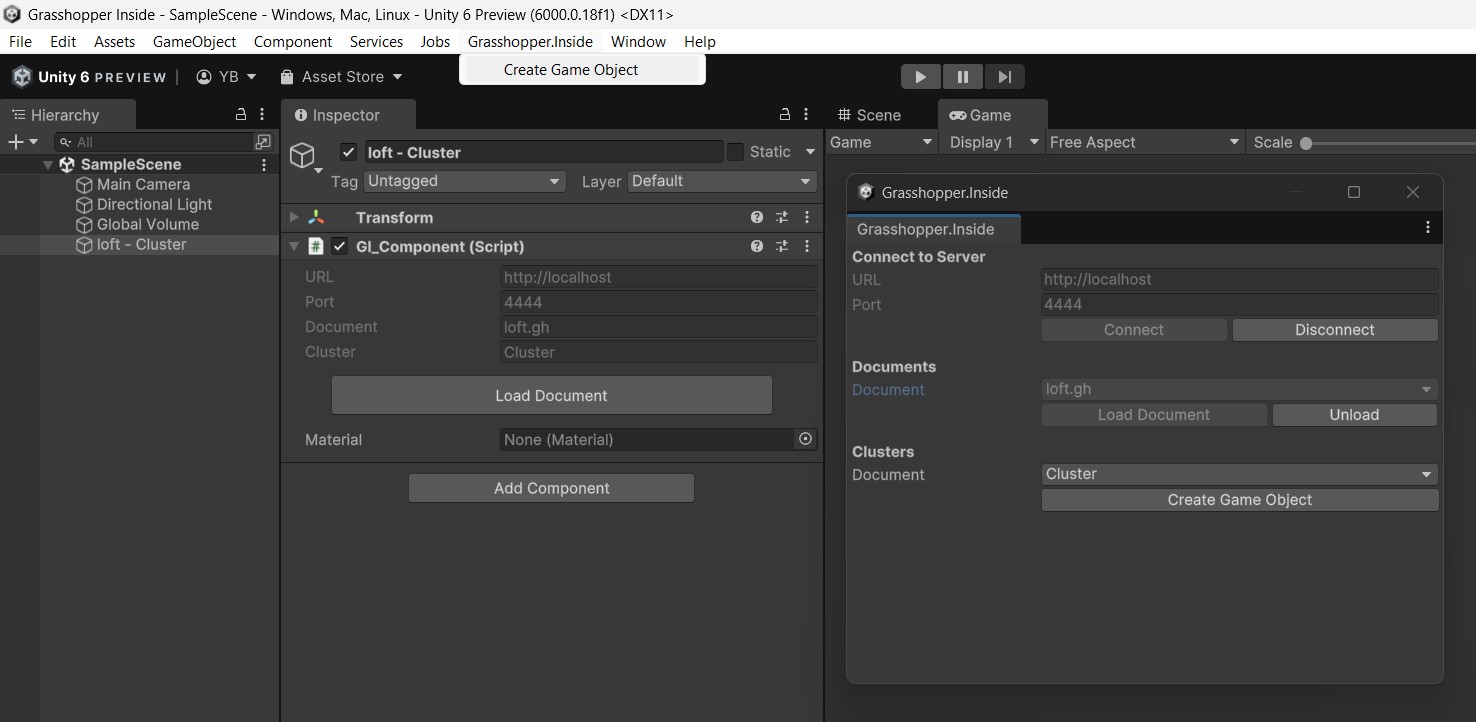 Grasshopper Inside - SampleScene - Windows, Mac, Linux - Unity 6 Preview (6000.0.18f1) <DX11>
File Edit Assets GameObject Component Services Jobs Grasshopper.Inside Window Help
Create Game Object
Unity 6 PREVIEW | YB Asset Store
Hierarchy
All
SampleScene
Main Camera
Directional Light
Global Volume
loft - Cluster
Inspector
loft - Cluster Static
Tag Untagged Layer Default
Transform
# GI_Component (Script)
URL http://localhost
Port 4444
Document loft.gh
Cluster Cluster
Load Document
Material None (Material)
Add Component
Scene Game
Game Display 1 Free Aspect Scale
Grasshopper.Inside
Grasshopper.Inside
Connect to Server
URL http://localhost
Port 4444
Connect Disconnect
Documents
Document loft.gh
Load Document Unload
Clusters
Document Cluster
Create Game Object